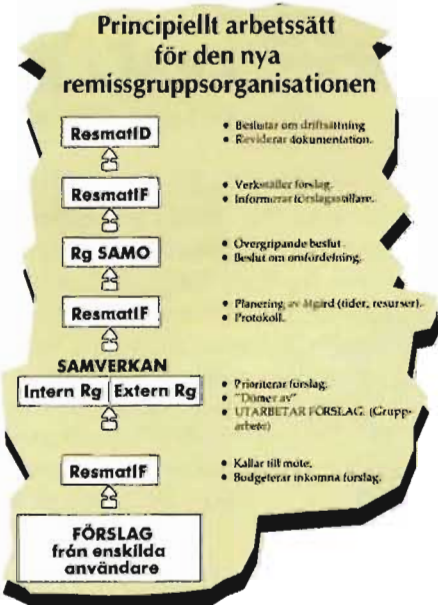 Principiellt arbetssätt
för den nya
remissgruppsorganisationen
ResmatID
• Beslutar om driftsättning
• Reviderar dokumentation.
ResmatIF
• Verkställer förslag.
• Informerar förslagsställare.
Rg SAMO
• Övergripande beslut.
• Beslut om omfördelning.
ResmatIF
• Planering av åtgärd (tider, resurser).
• Protokoll.
SAMVERKAN
Intern Rg Extern Rg
• Prioriterar förslag.
• "Dömer av"
• UTARBETAR FÖRSLAG. (Grupp-
arbete)
ResmatIF
• Kallar till möte.
• Budgeterar inkomna förslag.
FÖRSLAG
från enskilda
användare